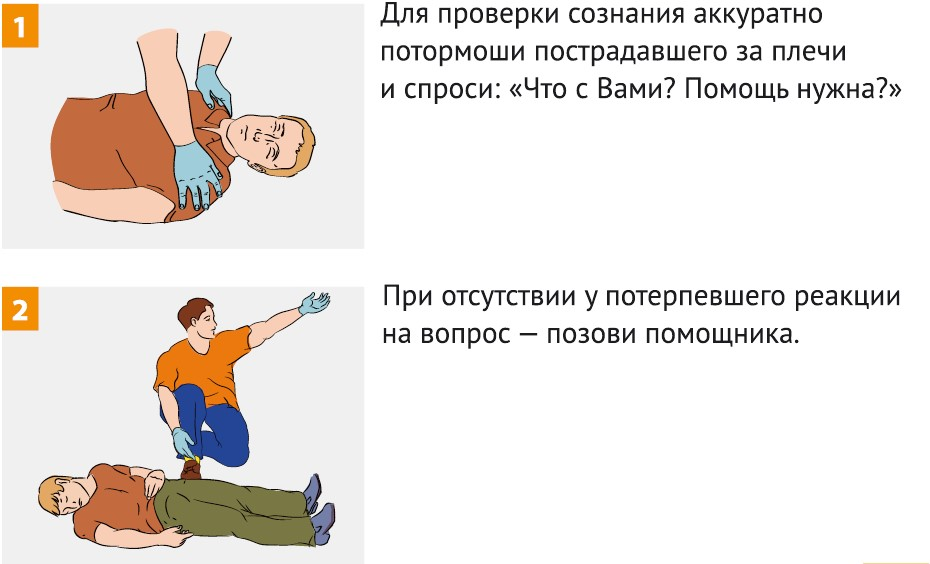 1
Для проверки сознания аккуратно
потормоши пострадавшего за плечи
и спроси: «Что с Вами? Помощь нужна?»
2
При отсутствии у потерпевшего реакции
на вопрос — позови помощника.